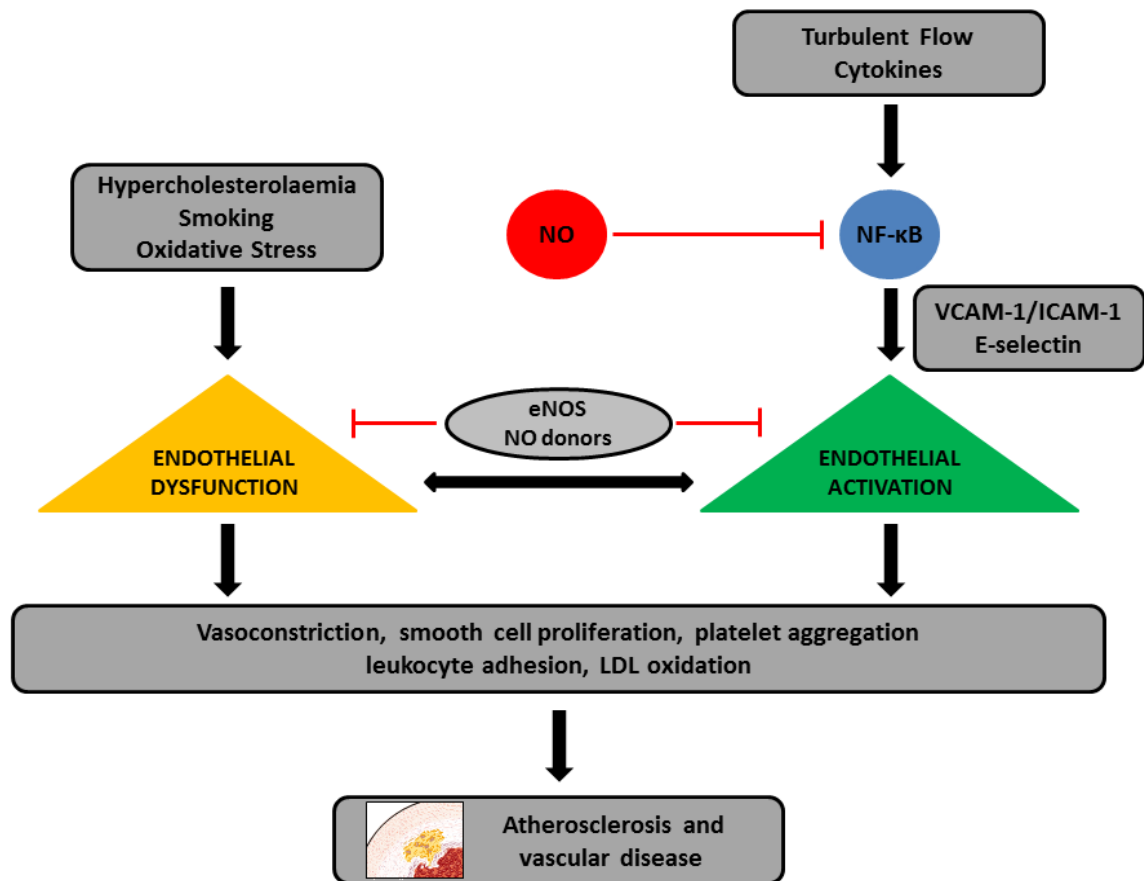 Turbulent Flow
Cytokines
Hypercholesterolaemia
Smoking
Oxidative Stress
NO
NF-κB
VCAM-1/ICAM-1
E-selectin
eNOS
NO donors
ENDOTHELIAL
DYSFUNCTION
ENDOTHELIAL
ACTIVATION
Vasoconstriction, smooth cell proliferation, platelet aggregation
leukocyte adhesion, LDL oxidation
Atherosclerosis and
vascular disease